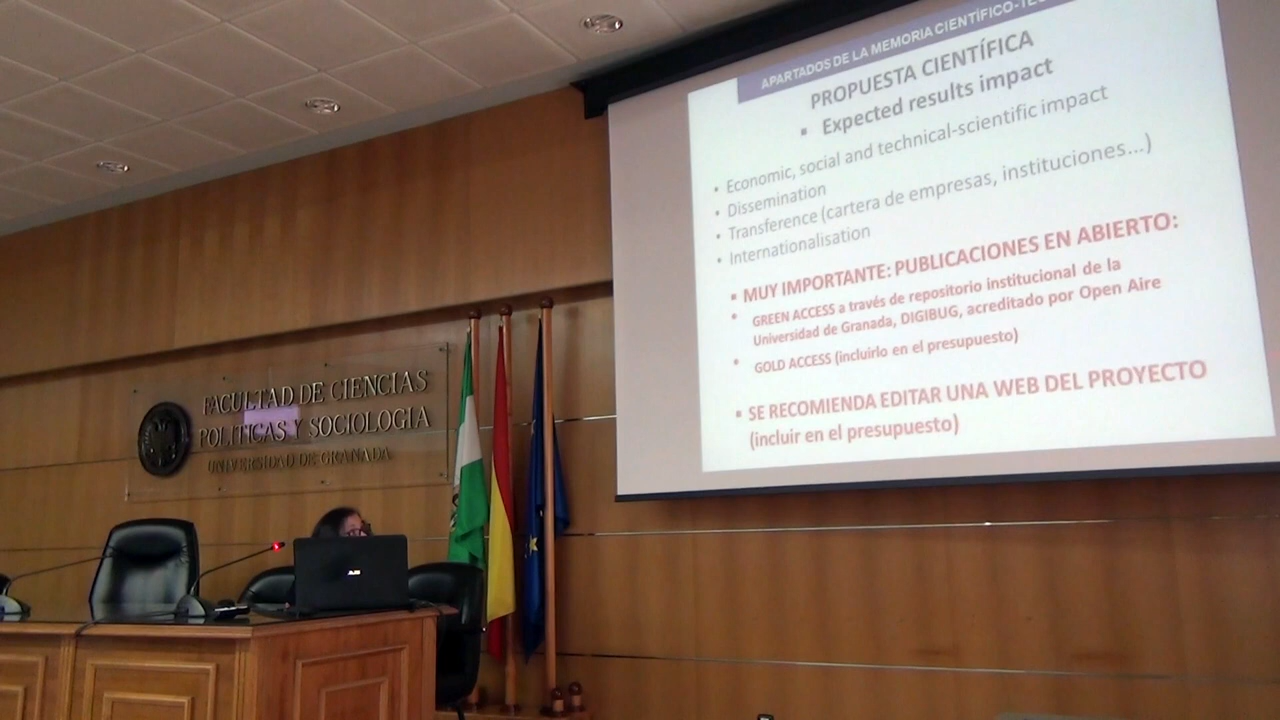 APARTADOS DE LA MEMORIA CIENTÍFICO-
PROPUESTA CIENTÍFICA
▪ Expected results impact
• Economic, social and technical-scientific impact
• Dissemination
• Transference (cartera de empresas, instituciones...)
• Internationalisation
▪ MUY IMPORTANTE: PUBLICACIONES EN ABIERTO:
• GREEN ACCESS a través de repositorio institucional de la
Universidad de Granada, DIGIBUG, acreditado por Open Aire
• GOLD ACCESS (incluirlo en el presupuesto)
▪ SE RECOMIENDA EDITAR UNA WEB DEL PROYECTO
(incluir en el presupuesto)
FACULTAD DE CIENCIAS
POLITICAS Y SOCIOLOGIA
UNIVERSIDAD DE GRANADA